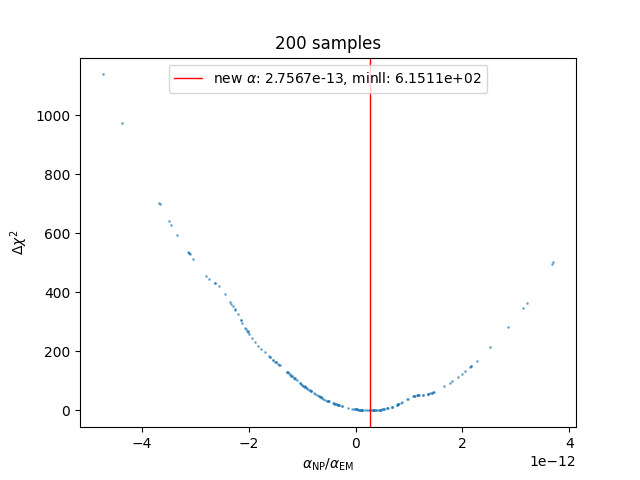 200 samples
new α: 2.7567e-13, minll: 6.1511e+02
1000
800
600
400
200
0
Δχ²
−4 −2 0 2 4
1e−12
α_NP/α_EM